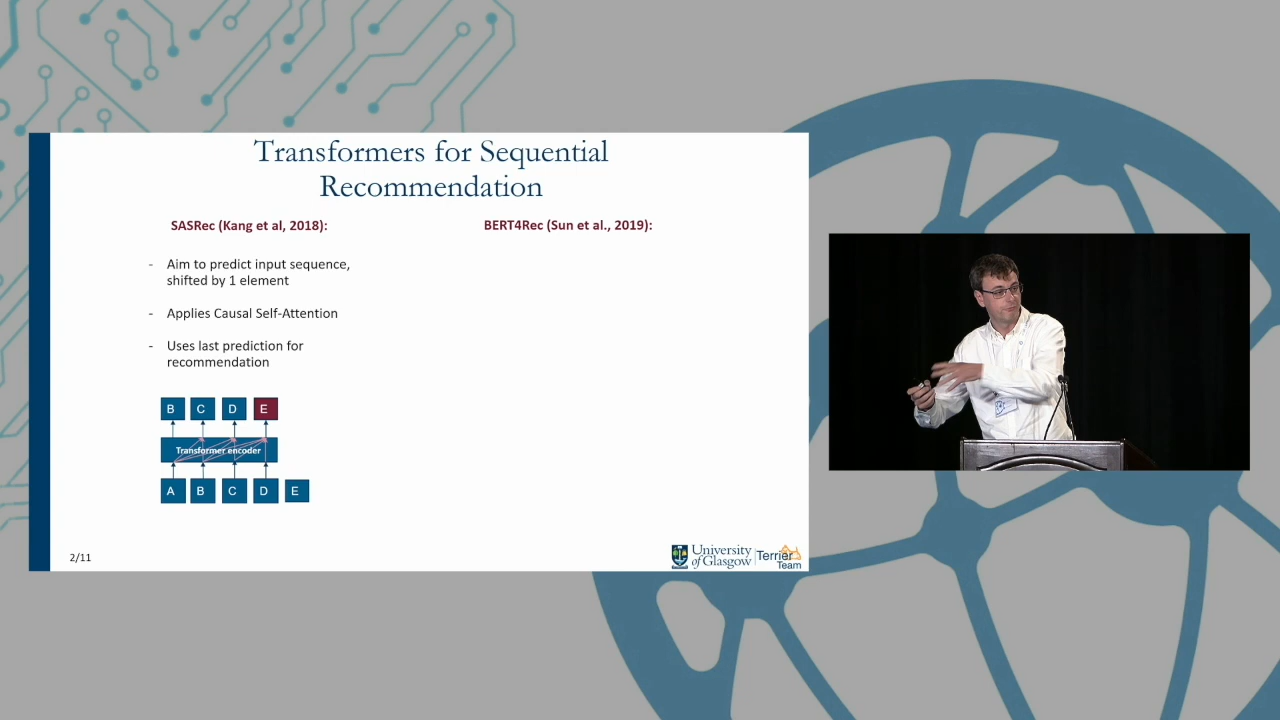 Transformers for Sequential
Recommendation
SASRec (Kang et al, 2018):
- Aim to predict input sequence,
shifted by 1 element
- Applies Causal Self-Attention
- Uses last prediction for
recommendation
B C D E
Transformer encoder
A B C D E
BERT4Rec (Sun et al., 2019):
2/11
University
of Glasgow
Terrier
Team